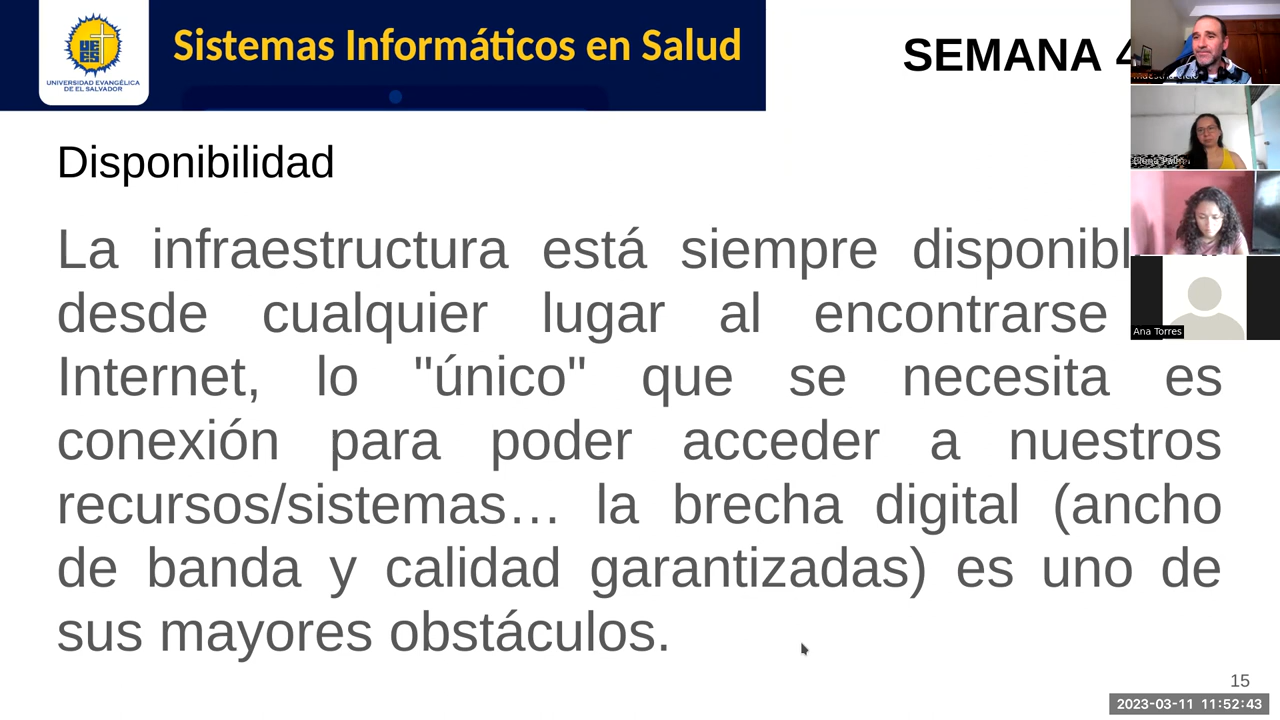 UNIVERSIDAD EVANGÉLICA
DE EL SALVADOR
Sistemas Informáticos en Salud
SEMANA 4
Disponibilidad
La infraestructura está siempre
desde cualquier lugar al encontrarse
Internet, lo "único" que se necesita es
conexión para poder acceder a nuestros
recursos/sistemas… la brecha digital (ancho
de banda y calidad garantizadas) es uno de
sus mayores obstáculos.
Ana Torres
15
2023-03-11 11:52:43